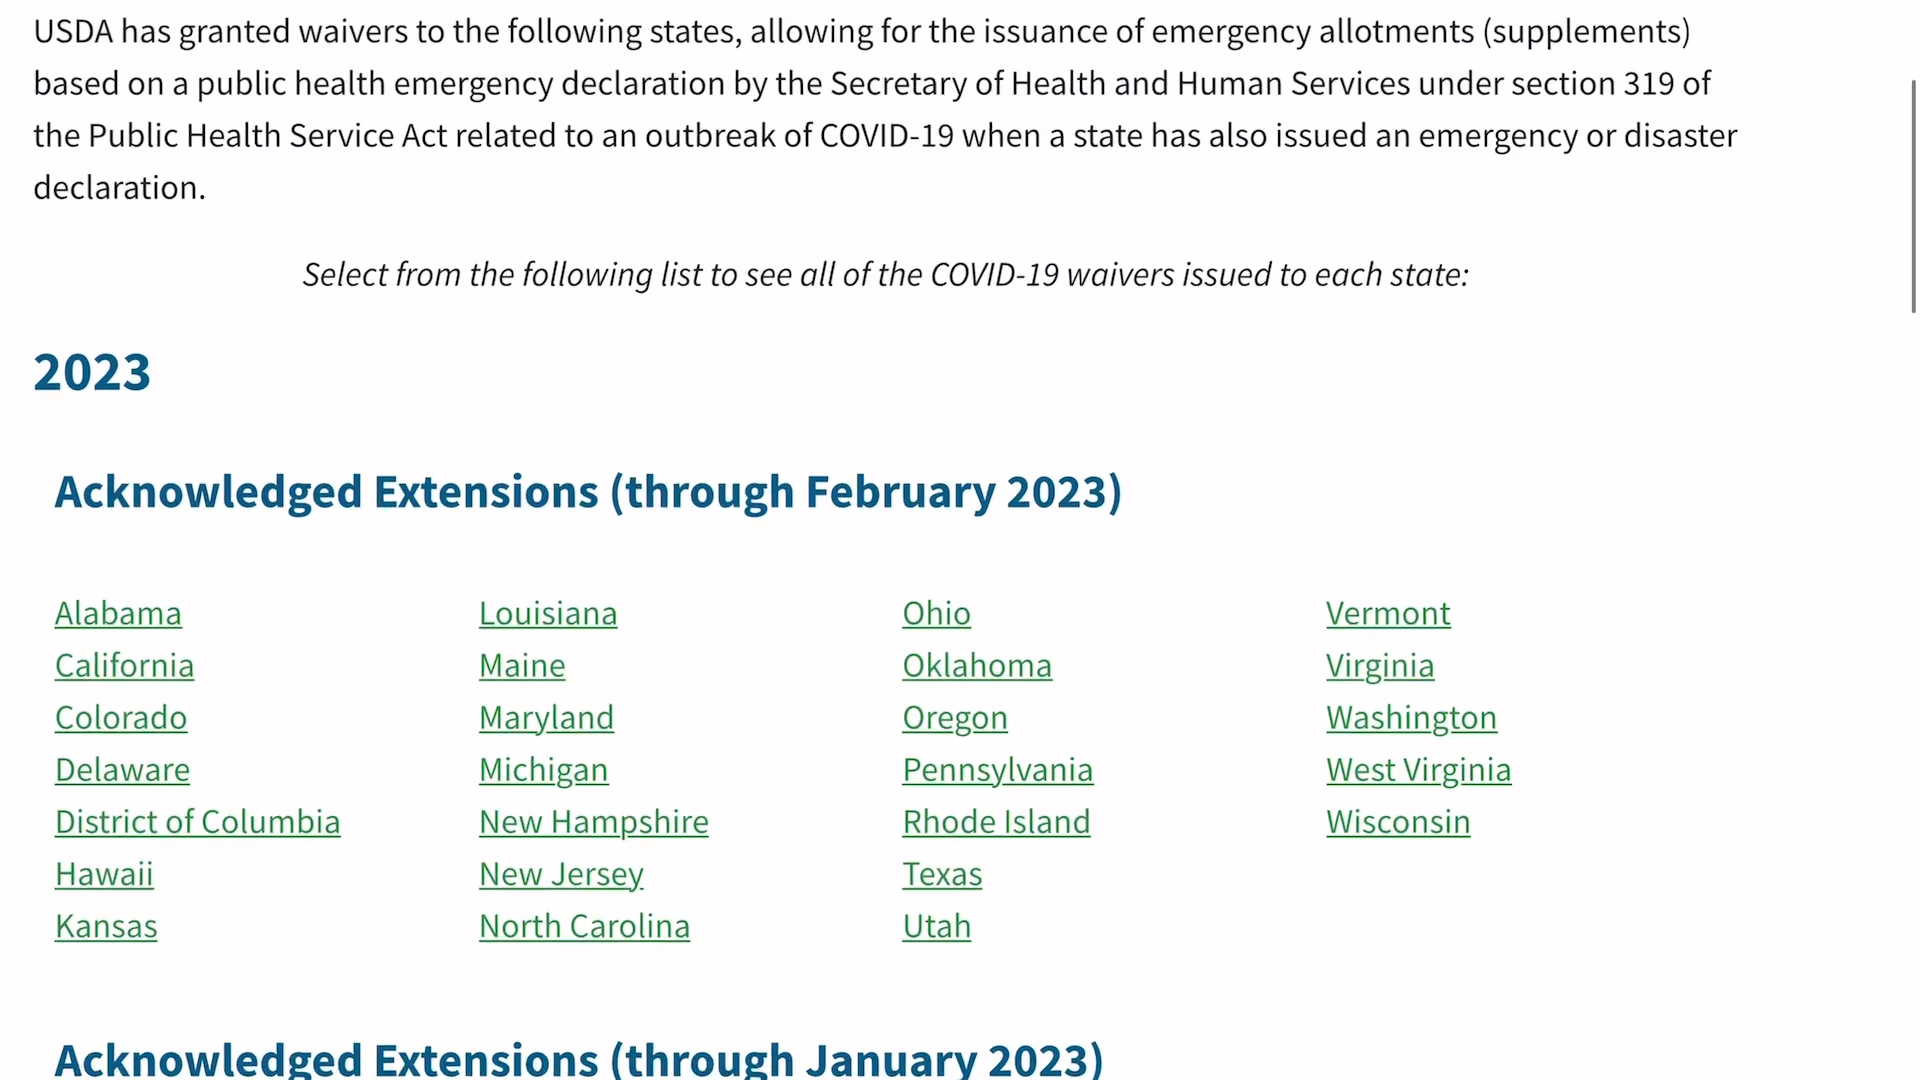 USDA has granted waivers to the following states, allowing for the issuance of emergency allotments (supplements)
based on a public health emergency declaration by the Secretary of Health and Human Services under section 319 of
the Public Health Service Act related to an outbreak of COVID-19 when a state has also issued an emergency or disaster
declaration.
Select from the following list to see all of the COVID-19 waivers issued to each state:
2023
Acknowledged Extensions (through February 2023)
Alabama
California
Colorado
Delaware
District of Columbia
Hawaii
Kansas
Louisiana
Maine
Maryland
Michigan
New Hampshire
New Jersey
North Carolina
Ohio
Oklahoma
Oregon
Pennsylvania
Rhode Island
Texas
Utah
Vermont
Virginia
Washington
West Virginia
Wisconsin
Acknowledged Extensions (through January 2023)